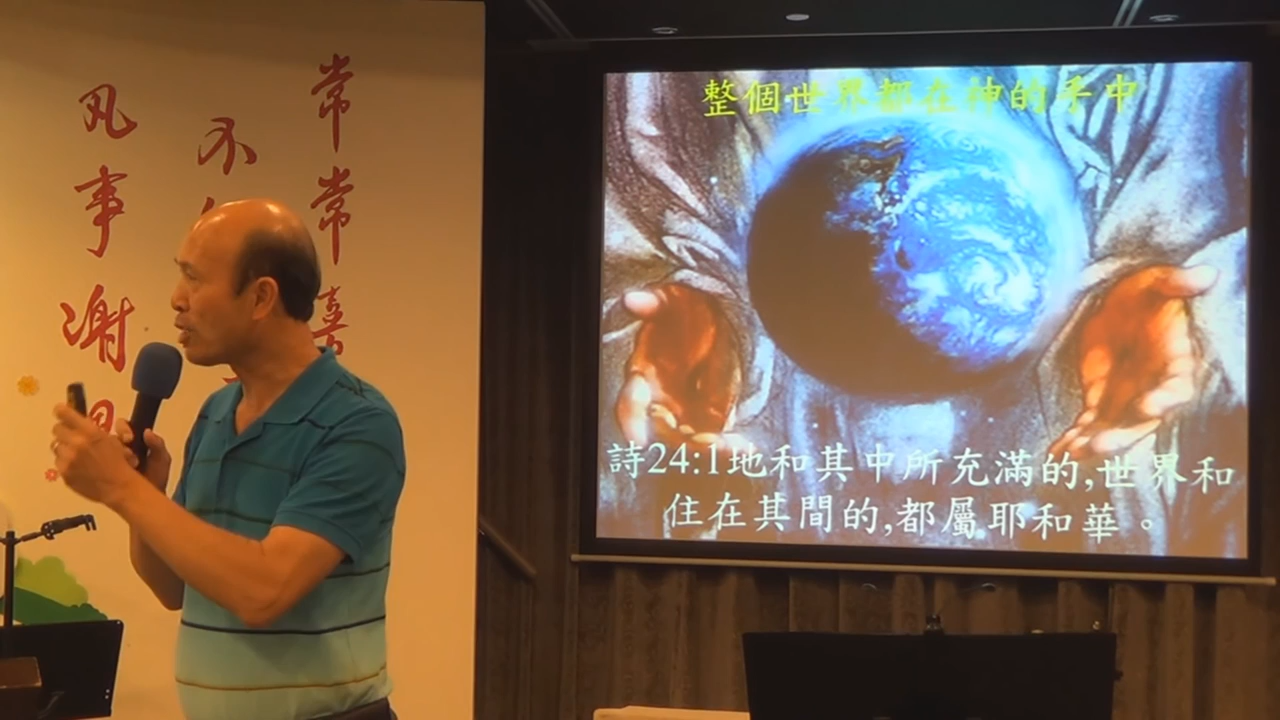 常常喜
不
凡事謝
整個世界都在神的手中
詩24:1地和其中所充滿的,世界和
住在其間的,都屬耶和華。